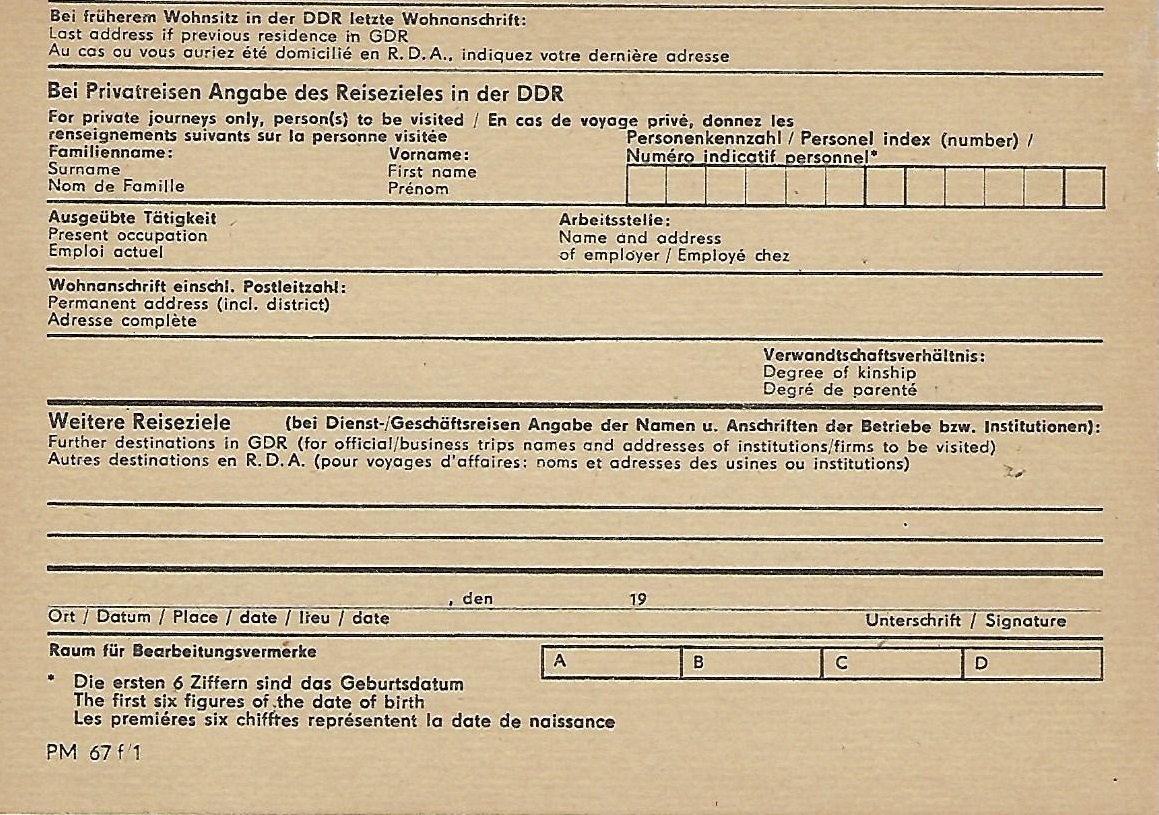 Bei früherem Wohnsitz in der DDR letzte Wohnanschrift:
Last address if previous residence in GDR
Au cas ou vous auriez été domicilié en R. D. A., indiquez votre dernière adresse
Bei Privatreisen Angabe des Reisezieles in der DDR
For private journeys only, person(s) to be visited / En cas de voyage privé, donnez les
renseignements suivants sur la personne visitée
Personenkennzahl / Personel index (number) /
Numéro indicatif personnel*
Familienname:
Surname
Nom de Famille
Vorname:
First name
Prénom
Ausgeübte Tätigkeit
Present occupation
Emploi actuel
Arbeitsstelle:
Name and address
of employer / Employé chez
Wohnanschrift einschl. Postleitzahl:
Permanent address (incl. district)
Adresse complète
Verwandtschaftsverhältnis:
Degree of kinship
Degré de parenté
Weitere Reiseziele (bei Dienst-/Geschäftsreisen Angabe der Namen u. Anschriften der Betriebe bzw. Institutionen):
Further destinations in GDR (for official/business trips names and addresses of institutions/firms to be visited)
Autres destinations en R. D. A. (pour voyages d'affaires: noms et adresses des usines ou institutions)
, den 19
Ort / Datum / Place / date / lieu / date Unterschrift / Signature
Raum für Bearbeitungsvermerke
A B C D
* Die ersten 6 Ziffern sind das Geburtsdatum
The first six figures of the date of birth
Les premiéres six chiffres représentent la date de naissance
PM 67 f/1